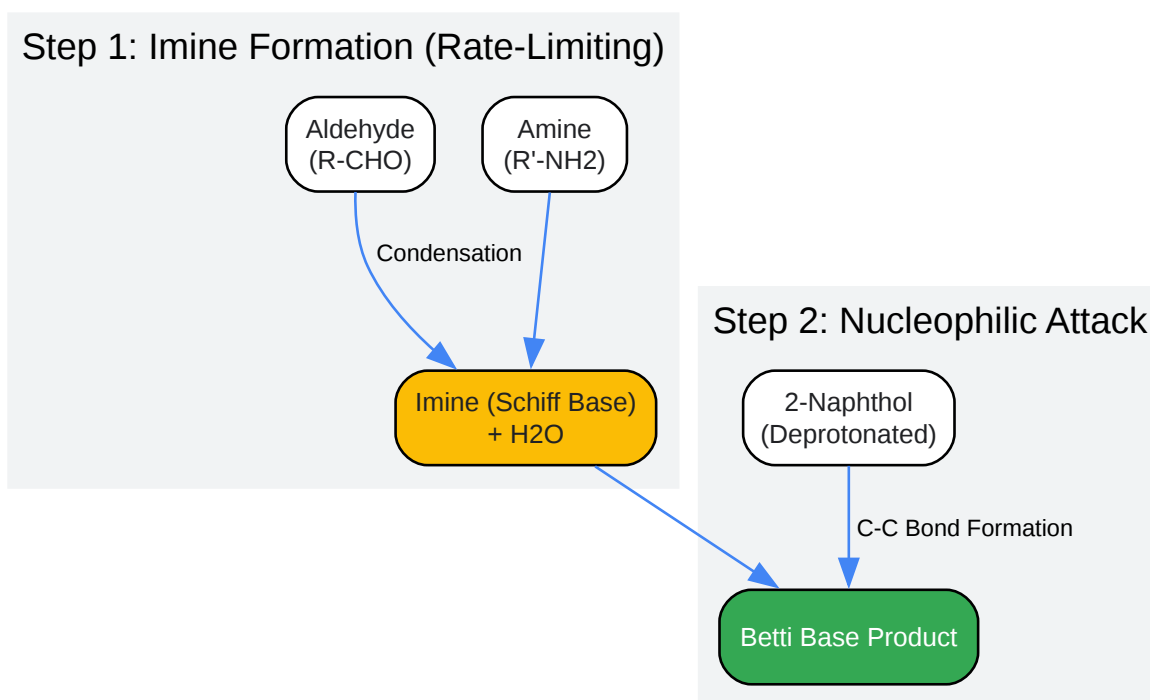 Step 1: Imine Formation (Rate-Limiting)
Aldehyde
(R-CHO)
Amine
(R'-NH2)
Condensation
Imine (Schiff Base)
+ H2O
Step 2: Nucleophilic Attack
2-Naphthol
(Deprotonated)
C-C Bond Formation
Betti Base Product